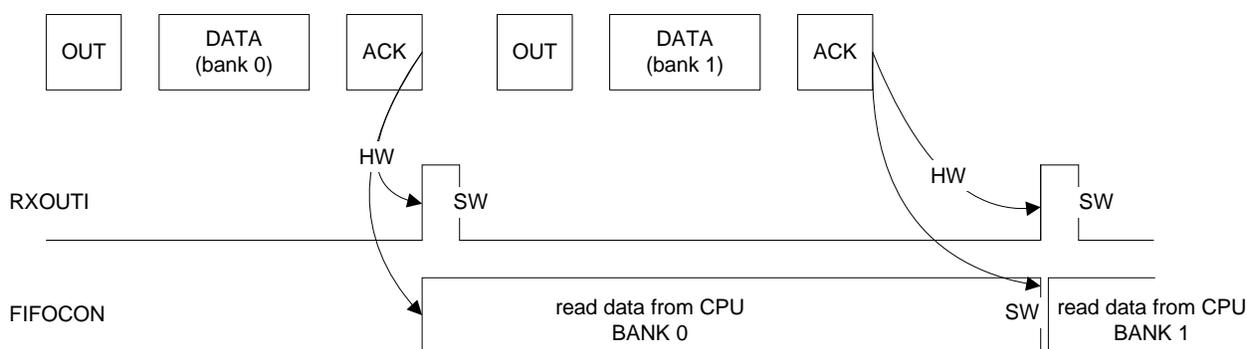 OUT
DATA
(bank 0)
ACK
OUT
DATA
(bank 1)
ACK
HW
HW
RXOUTI
SW
SW
FIFOCON
read data from CPU
BANK 0
SW
read data from CPU
BANK 1